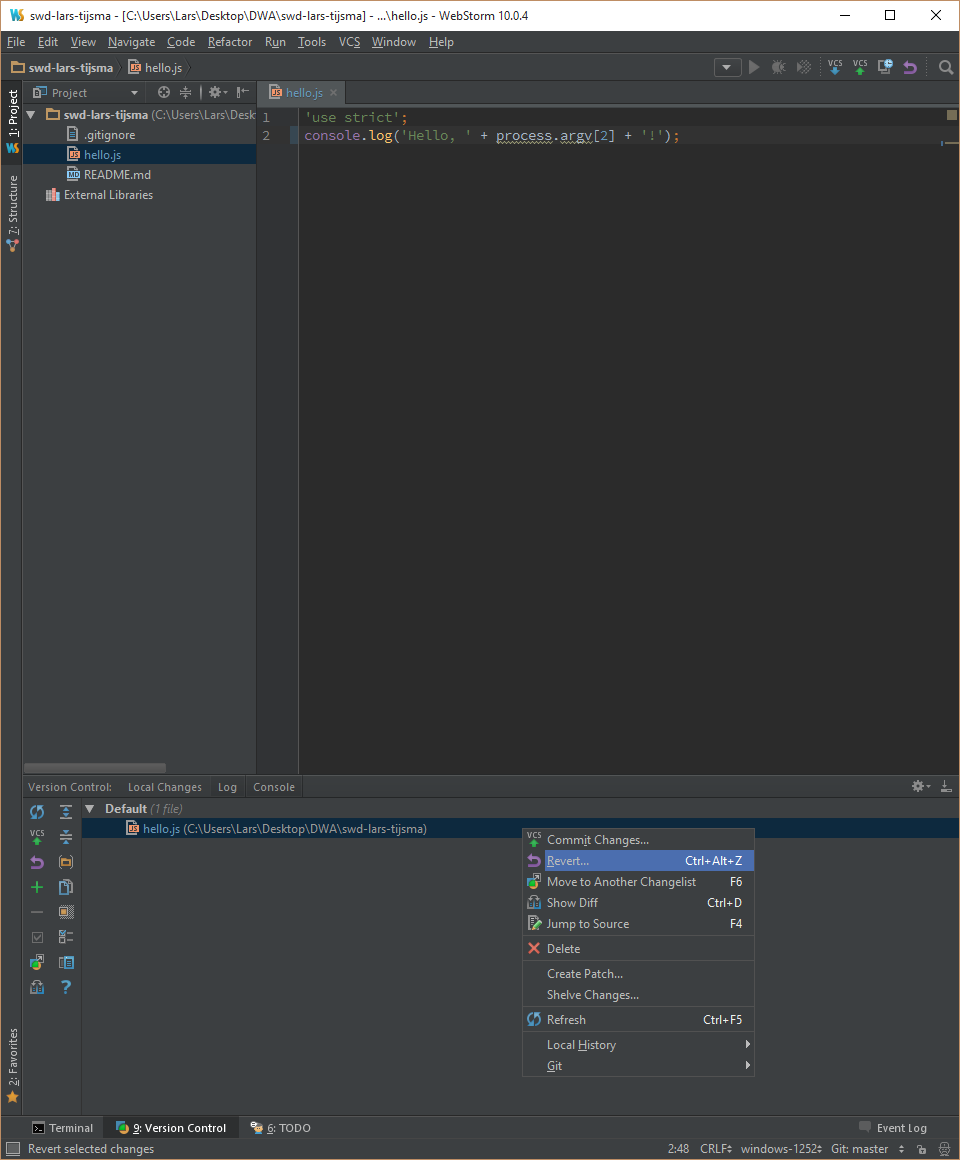 swd-lars-tijsma - [C:\Users\Lars\Desktop\DWA\swd-lars-tijsma] - ...\hello.js - WebStorm 10.0.4
File Edit View Navigate Code Refactor Run Tools VCS Window Help
swd-lars-tijsma hello.js
VCS VCS
1: Project
7: Structure
2: Favorites
Project
swd-lars-tijsma (C:\Users\Lars\Desk
.gitignore
hello.js
README.md
External Libraries
hello.js
1 'use strict';
2 console.log('Hello, ' + process.argv[2] + '!');
Version Control: Local Changes Log Console
VCS
Default (1 file)
hello.js (C:\Users\Lars\Desktop\DWA\swd-lars-tijsma)
VCS Commit Changes...
Revert... Ctrl+Alt+Z
Move to Another Changelist F6
Show Diff Ctrl+D
Jump to Source F4
Delete
Create Patch...
Shelve Changes...
Refresh Ctrl+F5
Local History
Git
Terminal 9: Version Control 6: TODO Event Log
Revert selected changes 2:48 CRLF windows-1252 Git: master